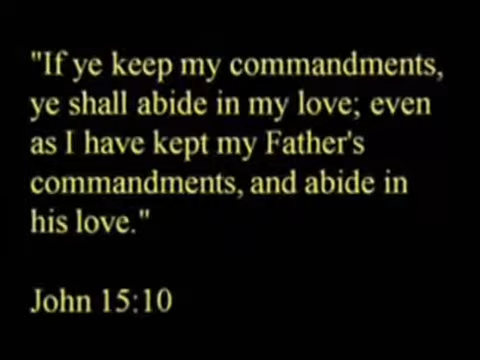 "If ye keep my commandments,
ye shall abide in my love; even
as I have kept my Father's
commandments, and abide in
his love."
John 15:10